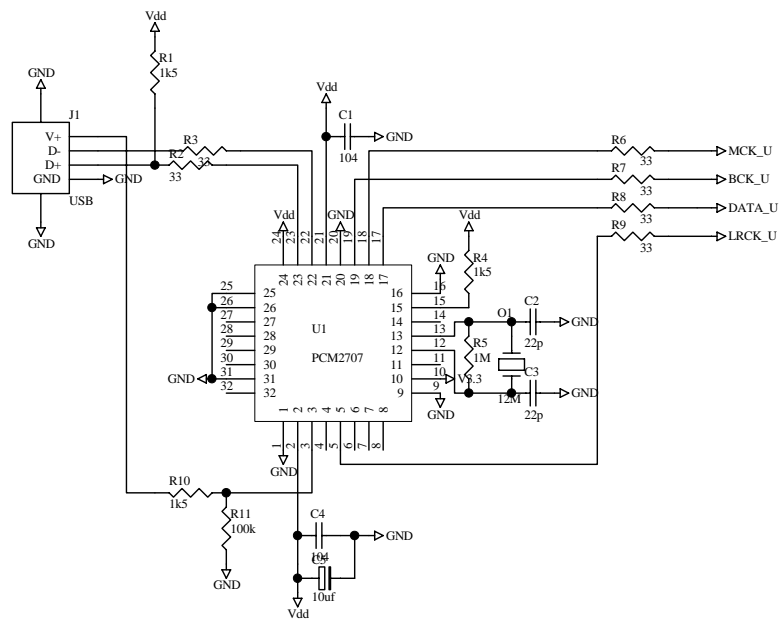 Vdd
R1
1k5
GND
J1
V+
D-
D+
GND
USB
GND
GND
R3
33
R2
33
Vdd
C1
104
GND
R6
33
MCK_U
R7
33
BCK_U
R8
33
DATA_U
R9
33
LRCK_U
Vdd
GND
24
23
22
21
20
19
18
17
24
23
22
21
20
19
18
17
Vdd
R4
1k5
GND
U1
PCM2707
25
26
27
28
29
30
31
32
25
26
27
28
29
30
31
32
GND
16
15
14
13
12
11
10
9
16
15
14
13
12
11
10
9
V3.3
GND
R5
1M
O1
12M
C2
22p
GND
C3
22p
GND
1
2
3
4
5
6
7
8
1
2
3
4
5
6
7
8
GND
R10
1k5
R11
100k
GND
C4
104
GND
C5
10uf
Vdd